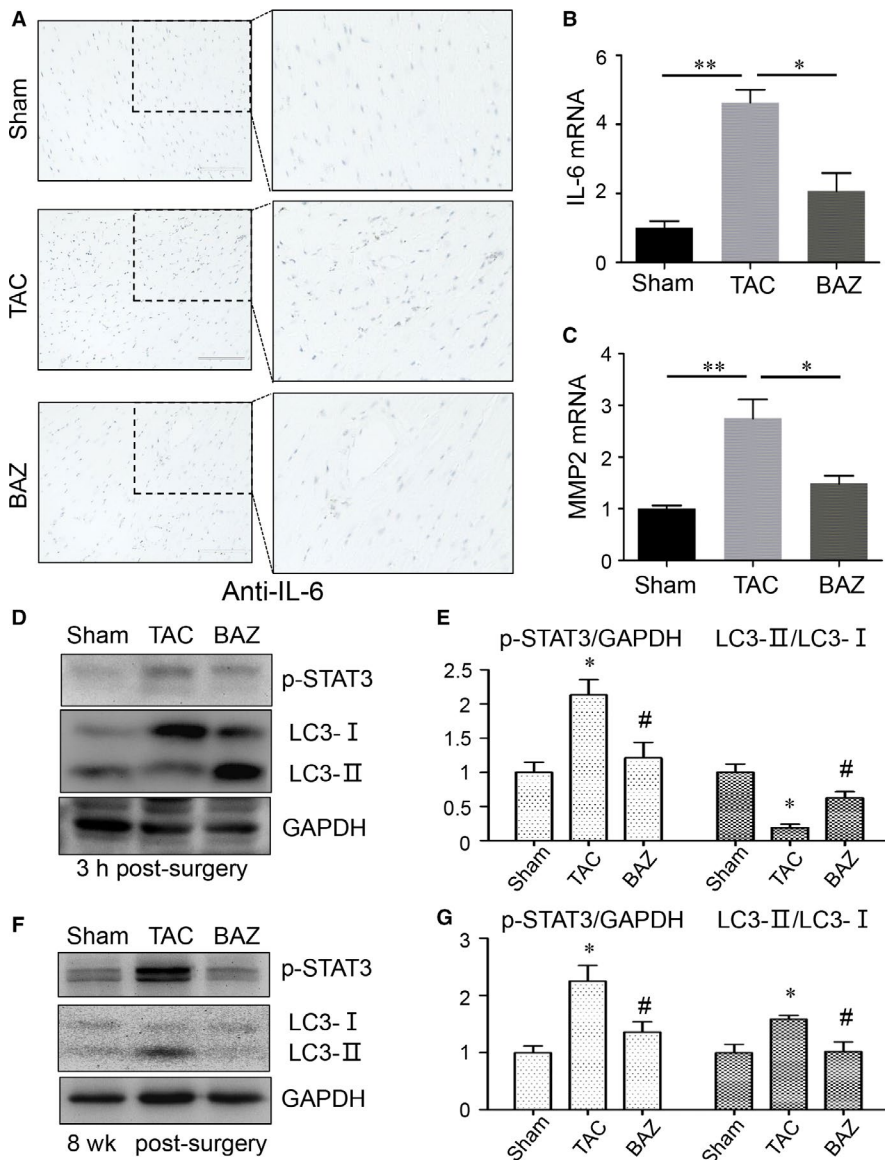 A
Sham
TAC
BAZ
Anti-IL-6
B
IL-6 mRNA
6
4
2
0
** *
Sham TAC BAZ
C
MMP2 mRNA
4
3
2
1
0
** *
Sham TAC BAZ
D
Sham TAC BAZ
p-STAT3
LC3-Ⅰ
LC3-Ⅱ
GAPDH
3 h post-surgery
E
p-STAT3/GAPDH LC3-Ⅱ/LC3-Ⅰ
2.5
2
1.5
1
0.5
0
* # * #
Sham TAC BAZ Sham TAC BAZ
F
Sham TAC BAZ
p-STAT3
LC3-Ⅰ
LC3-Ⅱ
GAPDH
8 wk post-surgery
G
p-STAT3/GAPDH LC3-Ⅱ/LC3-Ⅰ
3
2
1
0
* # * #
Sham TAC BAZ Sham TAC BAZ